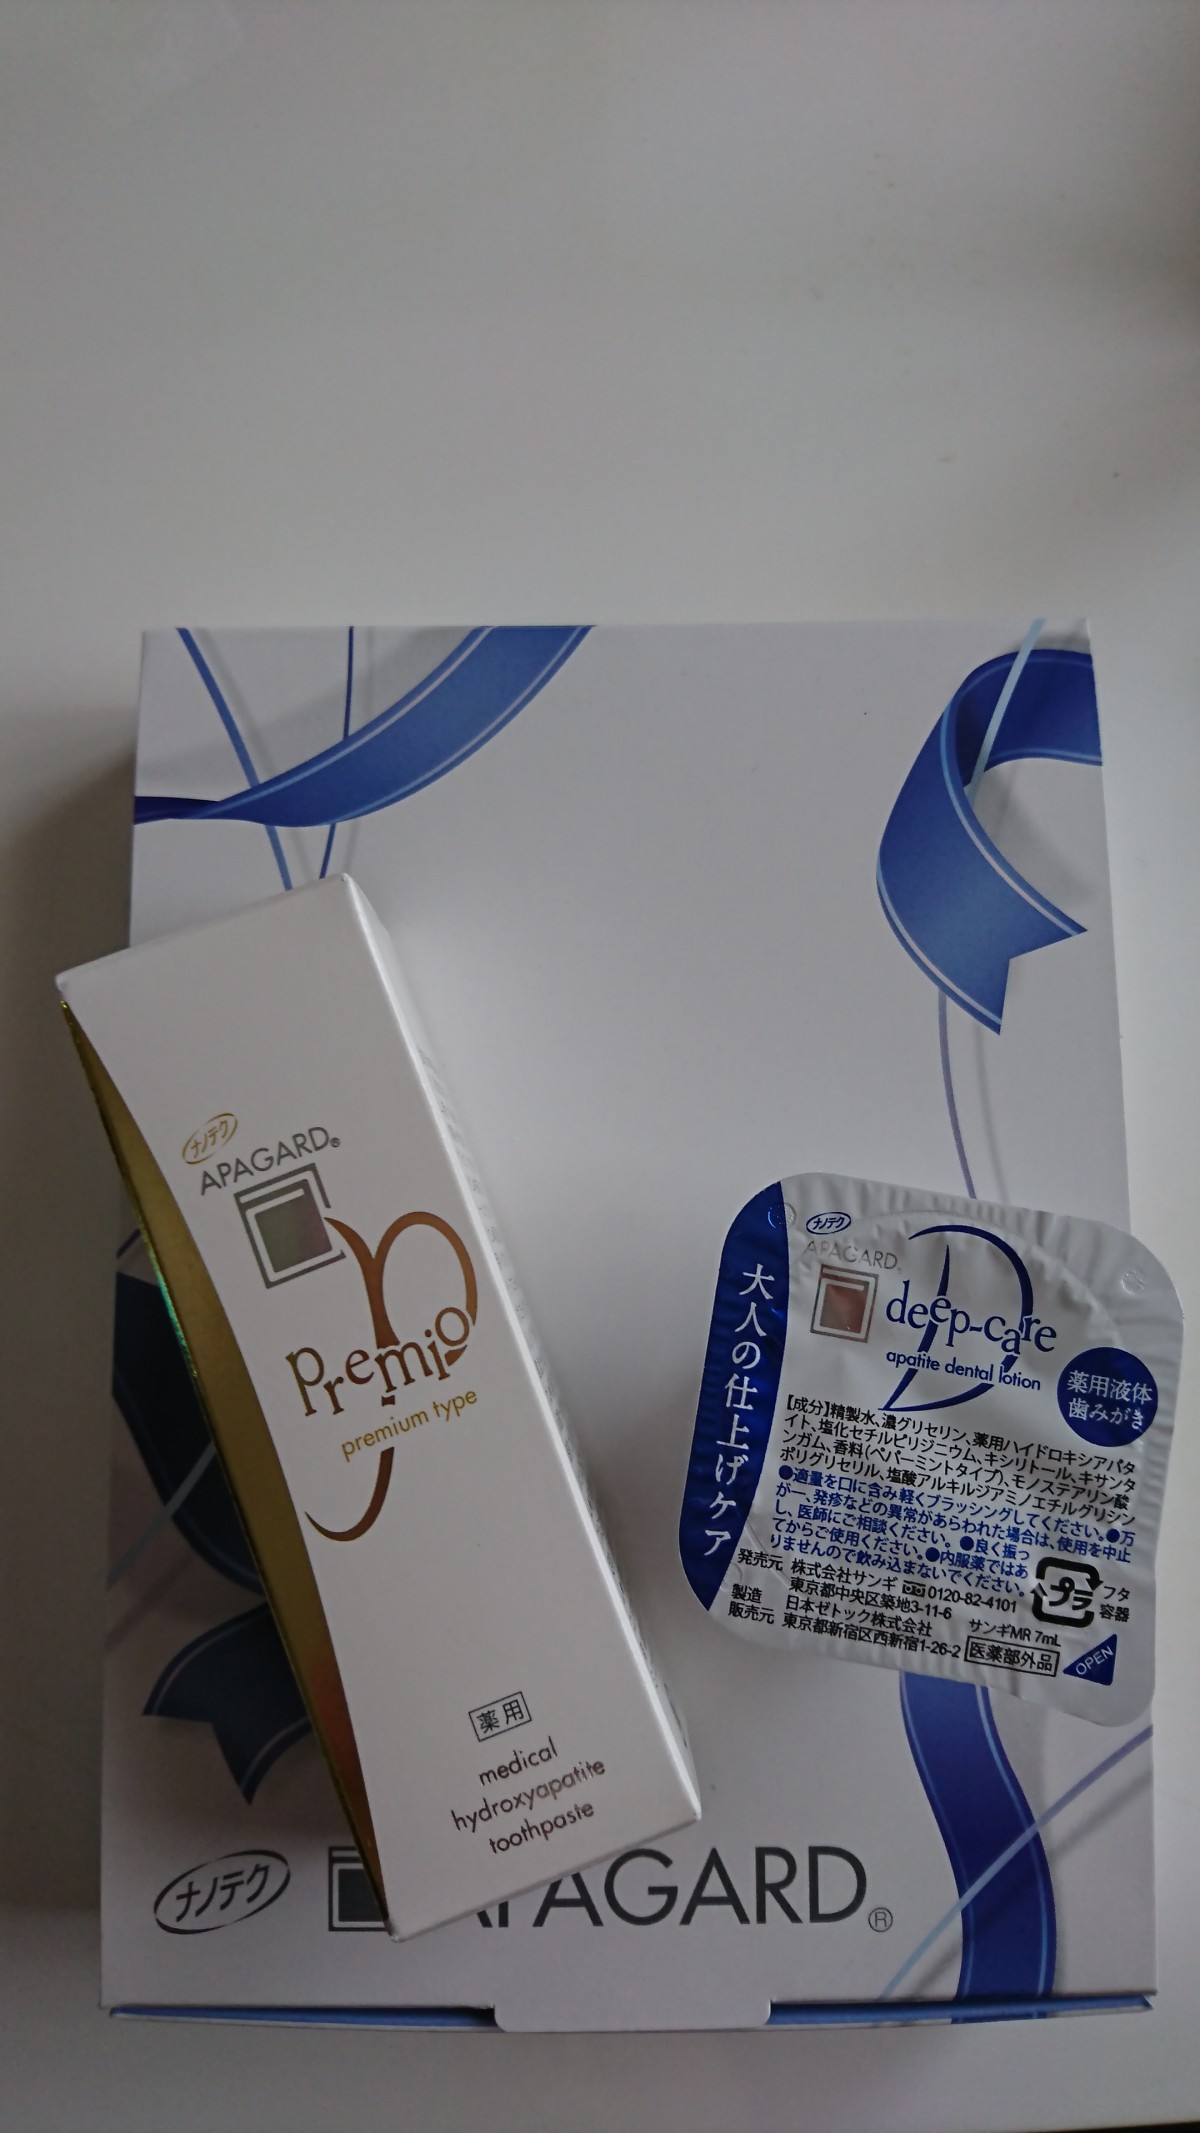 ナノテク
APAGARD®
premio
premium type
薬用
medical
hydroxyapatite
toothpaste
ナノテク
APAGARD®
大人の仕上げケア
ナノテク
APAGARD
deep-care
apatite dental lotion
薬用液体
歯みがき
【成分】精製水、濃グリセリン、薬用ハイドロキシアパタ
イト、塩化セチルピリジニウム、キシリトール、キサンタ
ンガム、香料(ペパーミントタイプ)、モノステアリン酸
ポリグリセリル、塩酸アルキルジアミノエチルグリシン
●適量を口に含み軽くブラッシングしてください。●万
が一、発疹などの異常があらわれた場合は、使用を中止
し、医師にご相談ください。●良く振っ
てからご使用ください。●内服薬ではあ
りませんので飲み込まないでください。
発売元 株式会社サンギ 0120-82-4101
東京都中央区築地3-11-6
製造 日本ゼトック株式会社
販売元 東京都新宿区西新宿1-26-2
サンギMR 7mL
医薬部外品
プラ
フタ
容器
OPEN